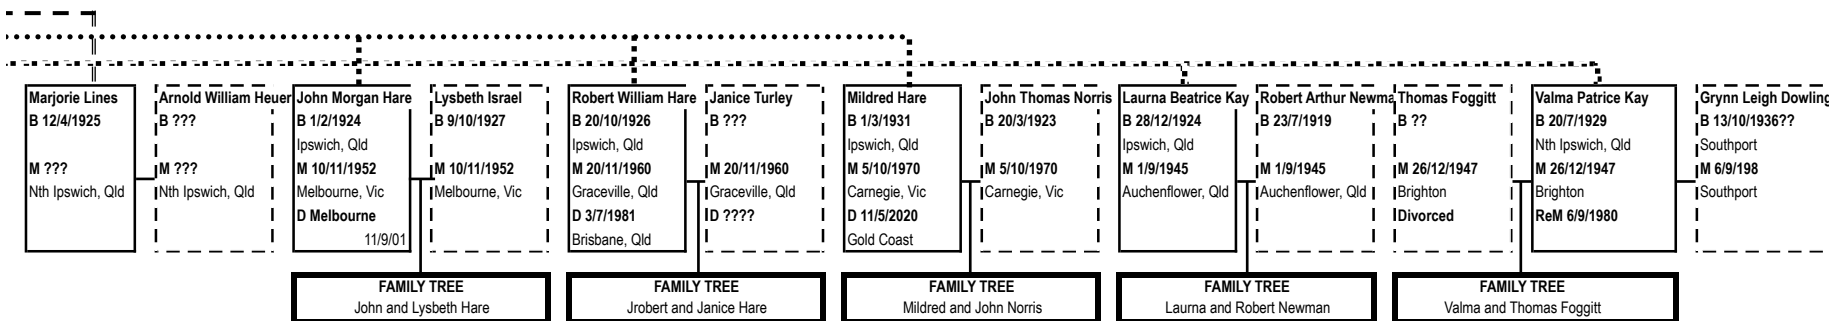 Marjorie Lines
B 12/4/1925
M ???
Nth Ipswich, Qld
Arnold William Heuer
B ???
M ???
Nth Ipswich, Qld
John Morgan Hare
B 1/2/1924
Ipswich, Qld
M 10/11/1952
Melbourne, Vic
D Melbourne
11/9/01
Lysbeth Israel
B 9/10/1927
M 10/11/1952
Melbourne, Vic
FAMILY TREE
John and Lysbeth Hare
Robert William Hare
B 20/10/1926
Ipswich, Qld
M 20/11/1960
Graceville, Qld
D 3/7/1981
Brisbane, Qld
Janice Turley
B ???
M 20/11/1960
Graceville, Qld
D ????
FAMILY TREE
Jrobert and Janice Hare
Mildred Hare
B 1/3/1931
Ipswich, Qld
M 5/10/1970
Carnegie, Vic
D 11/5/2020
Gold Coast
John Thomas Norris
B 20/3/1923
M 5/10/1970
Carnegie, Vic
FAMILY TREE
Mildred and John Norris
Laurna Beatrice Kay
B 28/12/1924
Ipswich, Qld
M 1/9/1945
Auchenflower, Qld
Robert Arthur Newma
B 23/7/1919
M 1/9/1945
Auchenflower, Qld
FAMILY TREE
Laurna and Robert Newman
Thomas Foggitt
B ??
M 26/12/1947
Brighton
Divorced
Valma Patrice Kay
B 20/7/1929
Nth Ipswich, Qld
M 26/12/1947
Brighton
ReM 6/9/1980
FAMILY TREE
Valma and Thomas Foggitt
Grynn Leigh Dowling
B 13/10/1936??
Southport
M 6/9/198
Southport